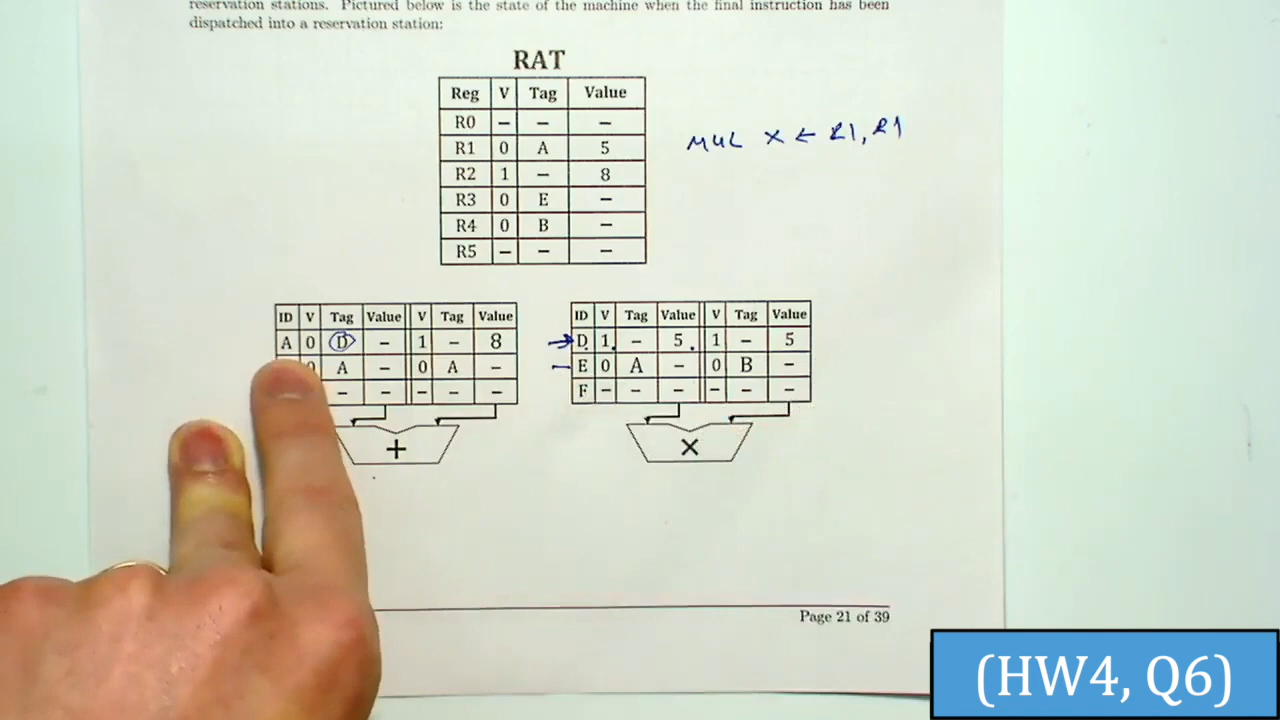 reservation stations. Pictured below is the state of the machine when the final instruction has been
dispatched into a reservation station:
RAT
Reg V Tag Value
R0 – – –
R1 0 A 5
R2 1 – 8
R3 0 E –
R4 0 B –
R5 – – –
MUL X ← R1, R1
ID V Tag Value V Tag Value
A 0 D – 1 – 8
0 A – 0 A –
– – – – –
+
ID V Tag Value V Tag Value
D 1 – 5 1 – 5
E 0 A – 0 B –
F – – – – – –
×
Page 21 of 39
(HW4, Q6)